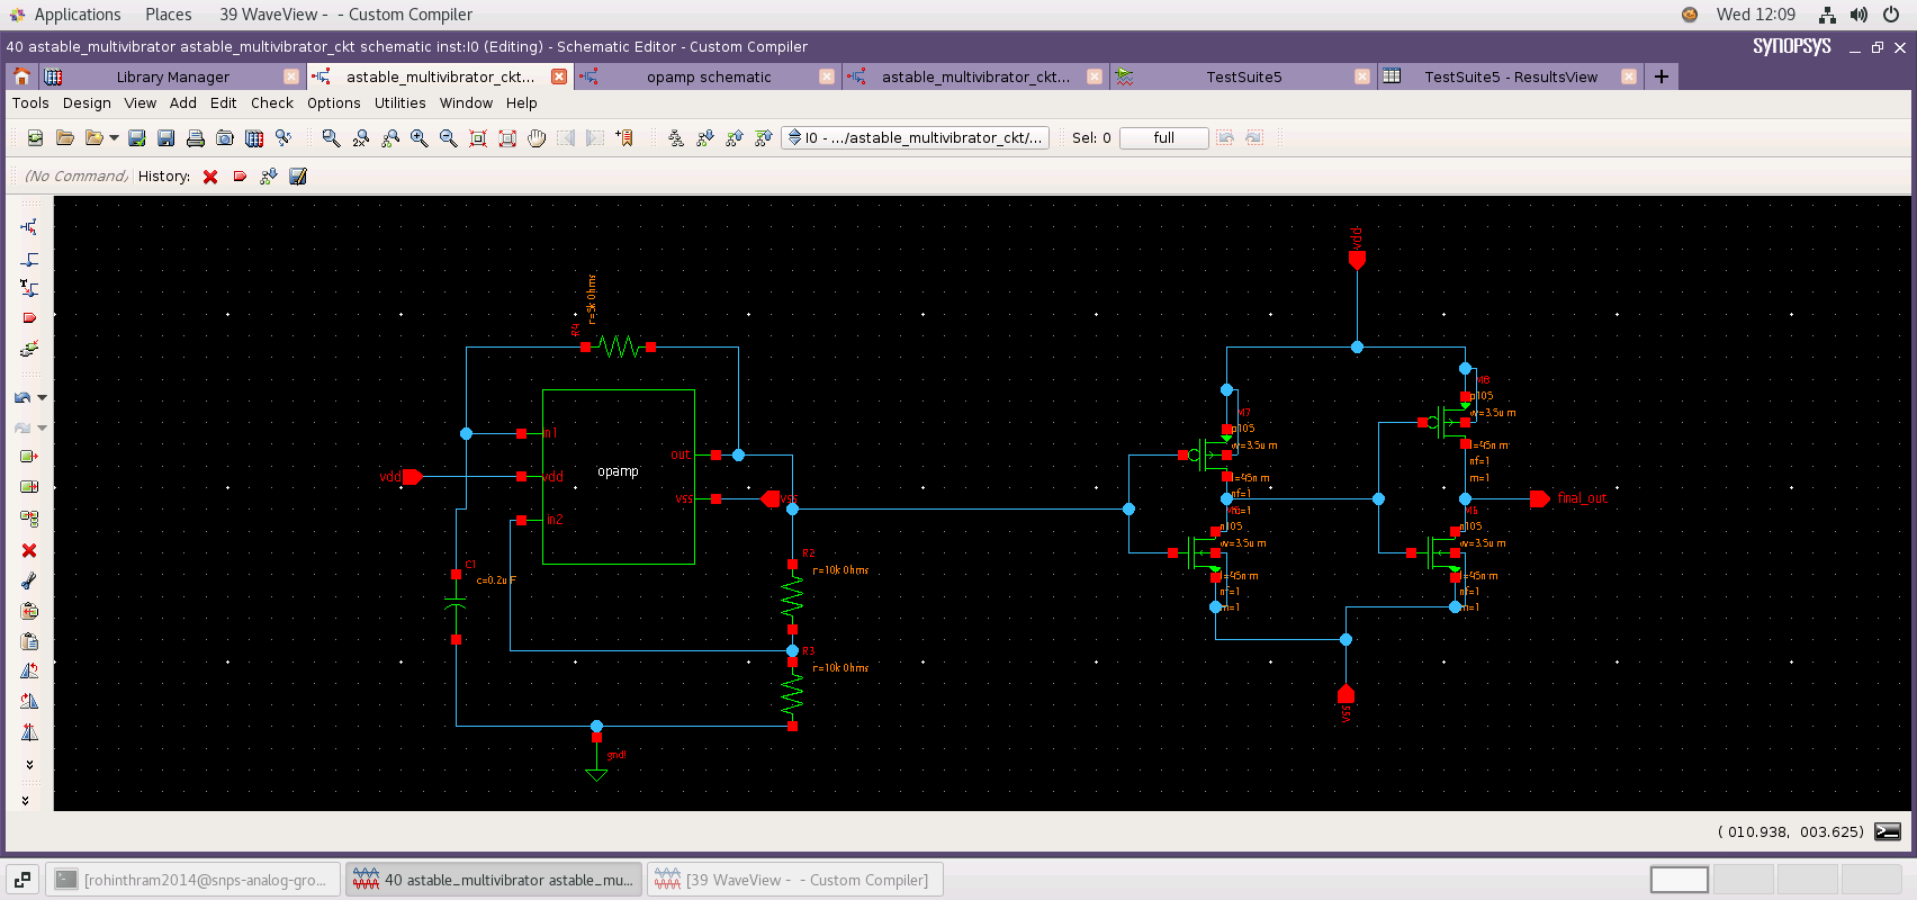 Applications Places 39 WaveView - - Custom Compiler Wed 12:09
40 astable_multivibrator astable_multivibrator_ckt schematic inst:I0 (Editing) - Schematic Editor - Custom Compiler SYNOPSYS
Library Manager astable_multivibrator_ckt... opamp schematic astable_multivibrator_ckt... TestSuite5 TestSuite5 - ResultsView
Tools Design View Add Edit Check Options Utilities Window Help
2x I0 - .../astable_multivibrator_ckt/... Sel: 0 full
(No Command) History:
vdd
r=5k Ohms
R4
in1
vdd
vdd
opamp
out
vss
vss
in2
C1
c=0.2u F
R2
r=10k Ohms
R3
r=10k Ohms
gnd!
M7
p105
w=3.5u m
l=45n m
nf=1
m=1
n105
w=3.5u m
l=45n m
nf=1
m=1
p105
w=3.5u m
l=45n m
nf=1
m=1
final_out
n105
w=3.5u m
l=45n m
nf=1
m=1
vss
( 010.938, 003.625)
[rohinthram2014@snps-analog-gro... 40 astable_multivibrator astable_mu... [39 WaveView - - Custom Compiler]